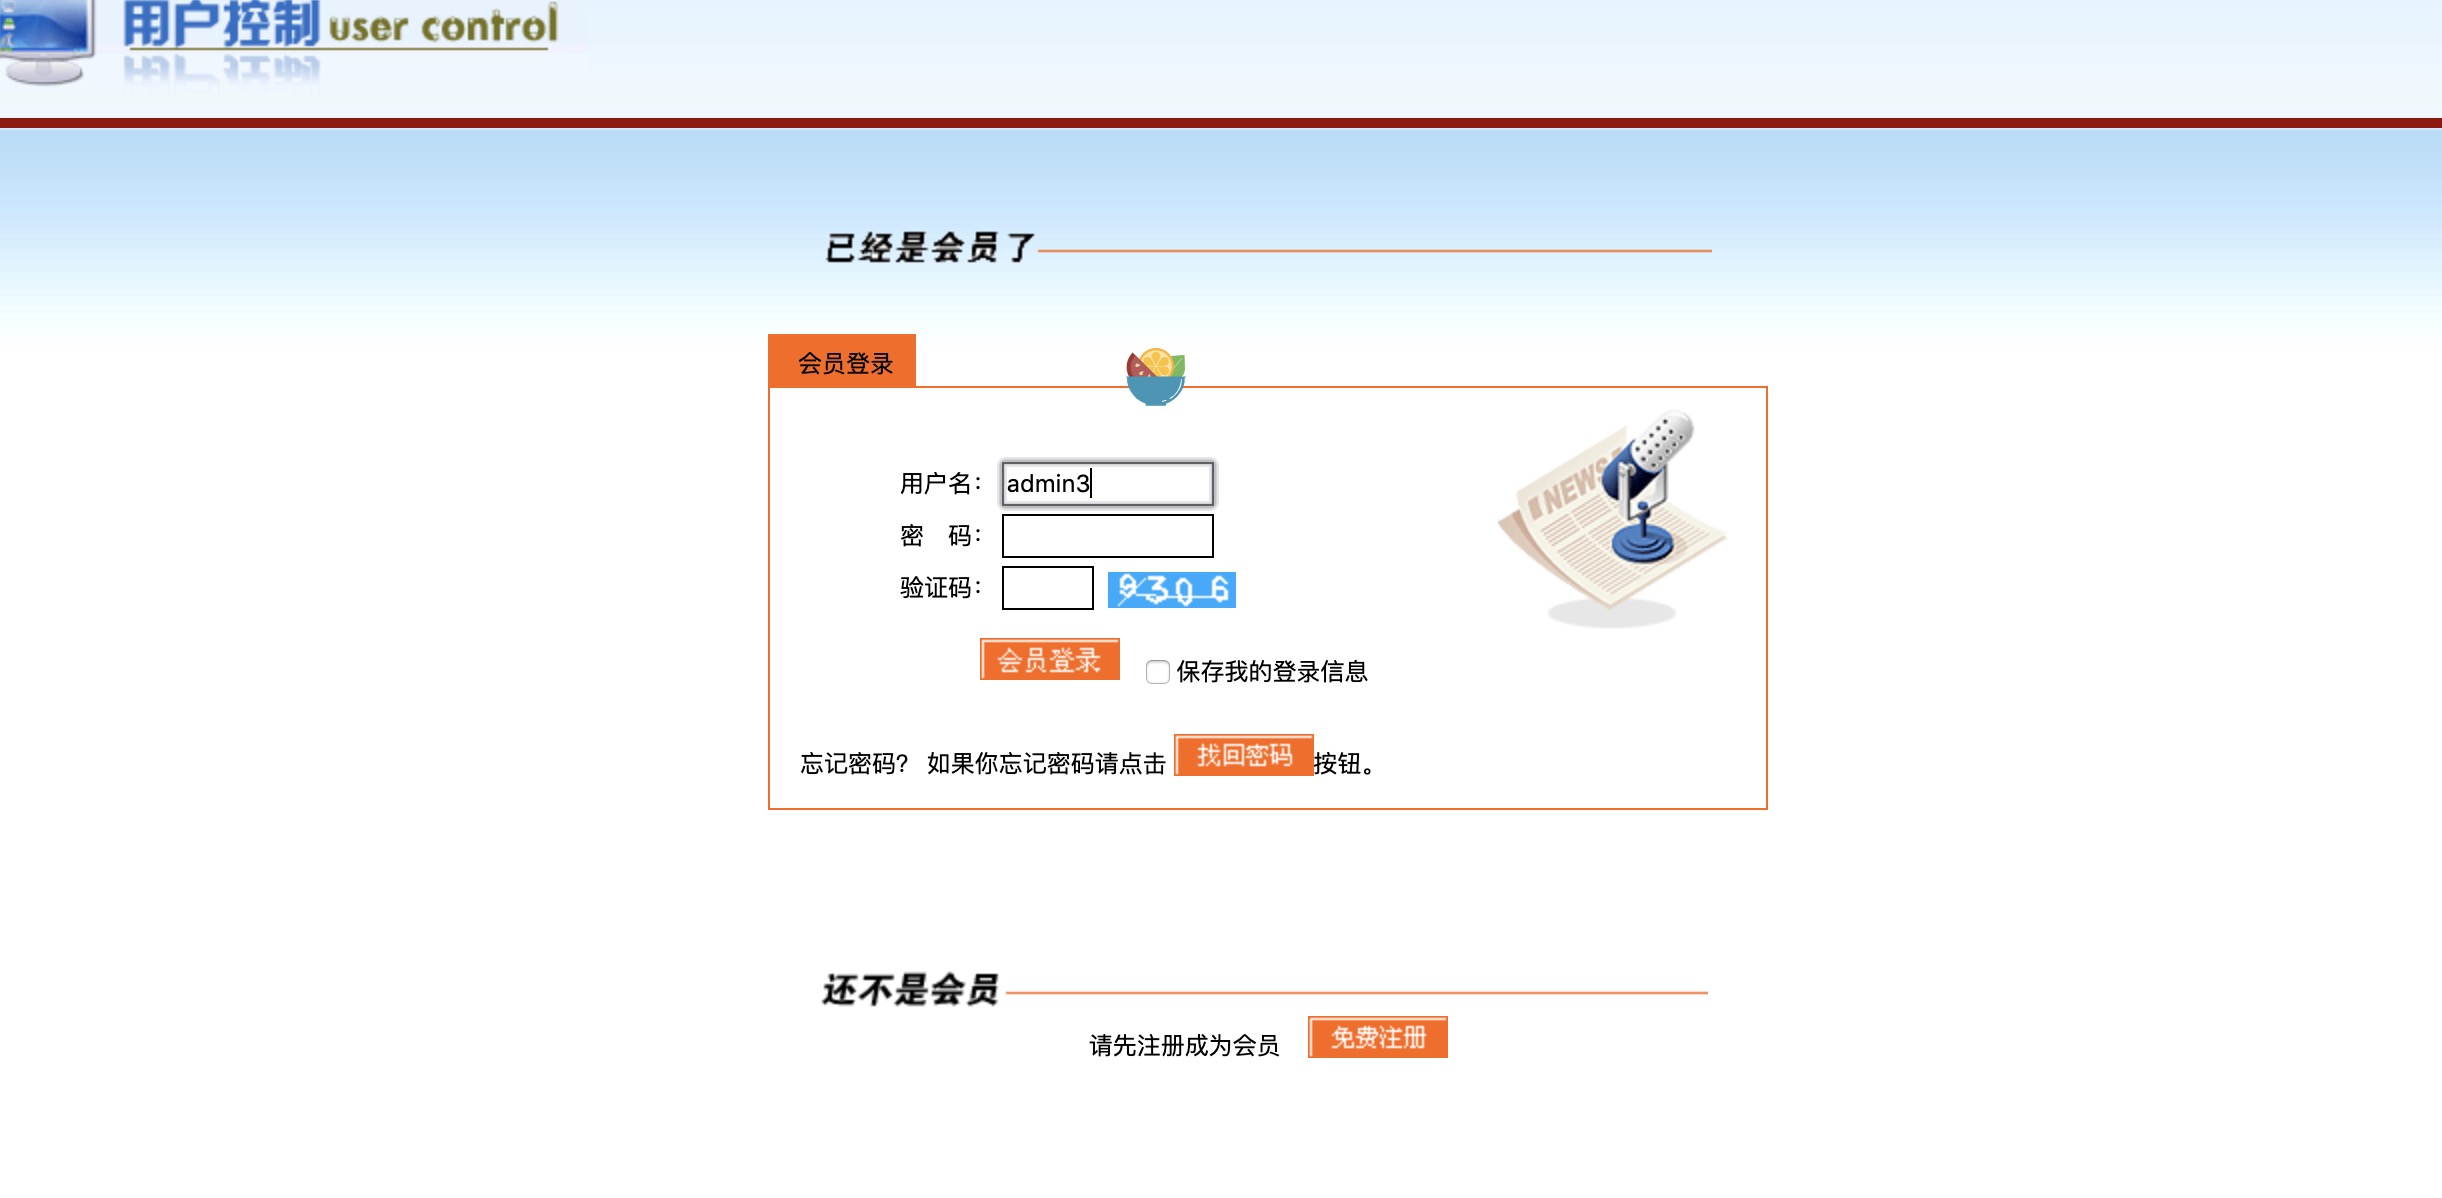 用户控制 user control
已经是会员了
会员登录
NEWS
用户名： admin3
密　码：
验证码： 9306
会员登录 保存我的登录信息
忘记密码？ 如果你忘记密码请点击 找回密码 按钮。
还不是会员
请先注册成为会员 免费注册